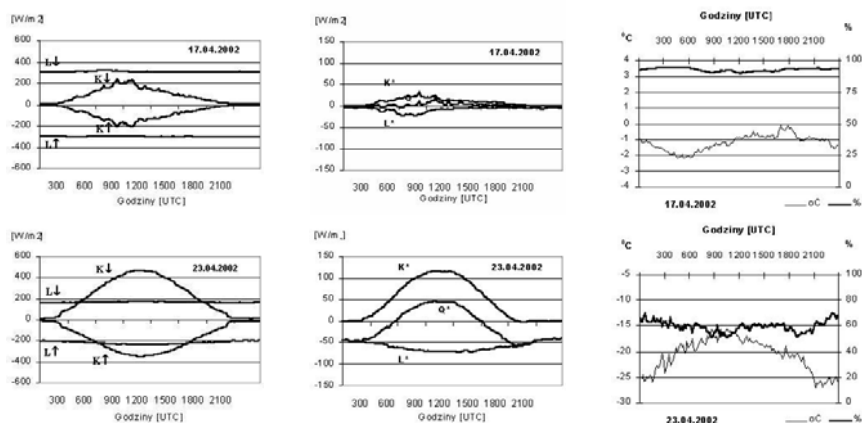 [W/m2]
17.04.2002
600
400
200
0
-200
-400
-600
L↓
K↓
K↑
L↑
300 600 900 1200 1500 1800 2100
Godziny [UTC]
[W/m2]
17.04.2002
150
100
50
0
-50
-100
-150
K*
Q
L*
300 600 900 1200 1500 1800 2100
Godziny [UTC]
Godziny [UTC]
°C %
300 600 900 1200 1500 1800 2100
4
3
2
1
0
-1
-2
-3
-4
100
75
50
25
0
17.04.2002 oC %
[W/m2]
23.04.2002
600
400
200
0
-200
-400
-600
K↓
L↓
L↑
K↑
300 600 900 1200 1500 1800 2100
Godziny [UTC]
[W/m_]
23.04.2002
150
100
50
0
-50
-100
-150
K*
Q*
L*
300 600 900 1200 1500 1800 2100
Godziny [UTC]
Godziny [UTC]
°C %
300 600 900 1200 1500 1800 2100
-5
-10
-15
-20
-25
-30
100
80
60
40
20
0
23.04.2002 oC %